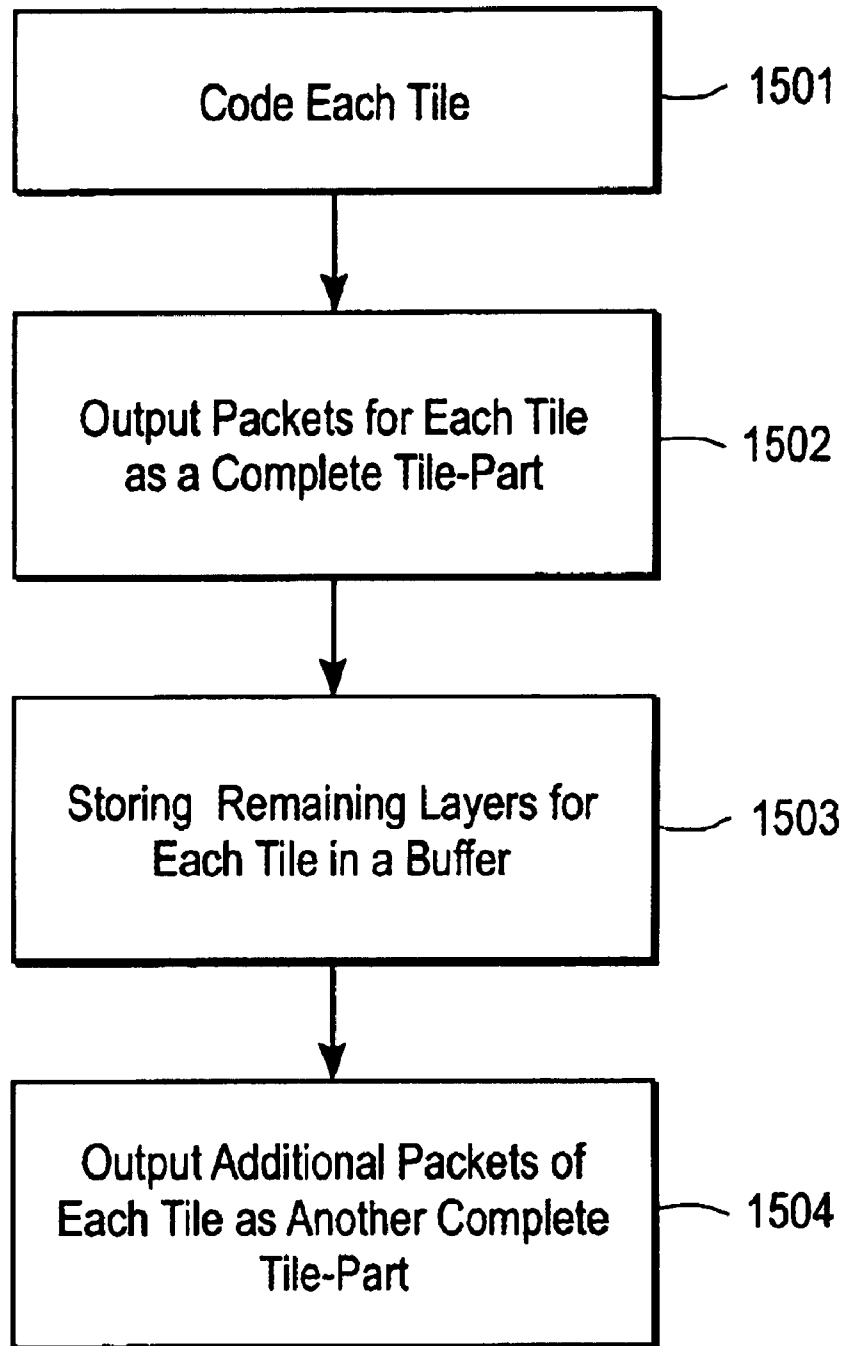 Code Each Tile
1501
Output Packets for Each Tile
as a Complete Tile-Part
1502
Storing Remaining Layers for
Each Tile in a Buffer
1503
Output Additional Packets of
Each Tile as Another Complete
Tile-Part
1504